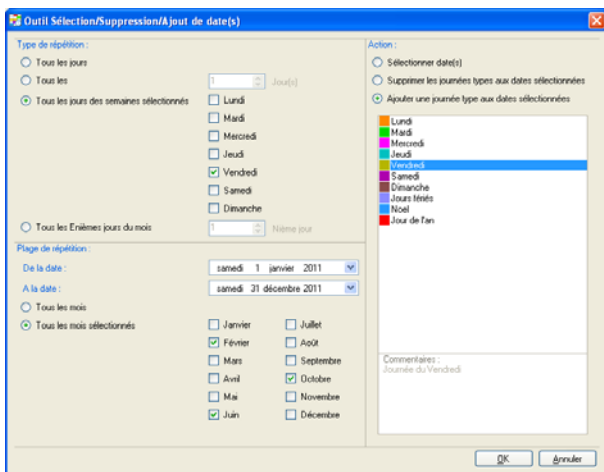 Outil Sélection/Suppression/Ajout de date(s)
Type de répétition :
Tous les jours
Tous les 1 Jour(s)
Tous les jours des semaines sélectionnés
Lundi
Mardi
Mercredi
Jeudi
Vendredi
Samedi
Dimanche
Tous les Enièmes jours du mois 1 Nième jour
Plage de répétition :
De la date : samedi 1 janvier 2011
A la date : samedi 31 décembre 2011
Tous les mois
Tous les mois sélectionnés
Janvier Juillet
Février Août
Mars Septembre
Avril Octobre
Mai Novembre
Juin Décembre
Action :
Sélectionner date(s)
Supprimer les journées types aux dates sélectionnées
Ajouter une journée type aux dates sélectionnées
Lundi
Mardi
Mercredi
Jeudi
Vendredi
Samedi
Dimanche
Jours fériés
Noel
Jour de l'an
Commentaires :
Journée du Vendredi
OK Annuler